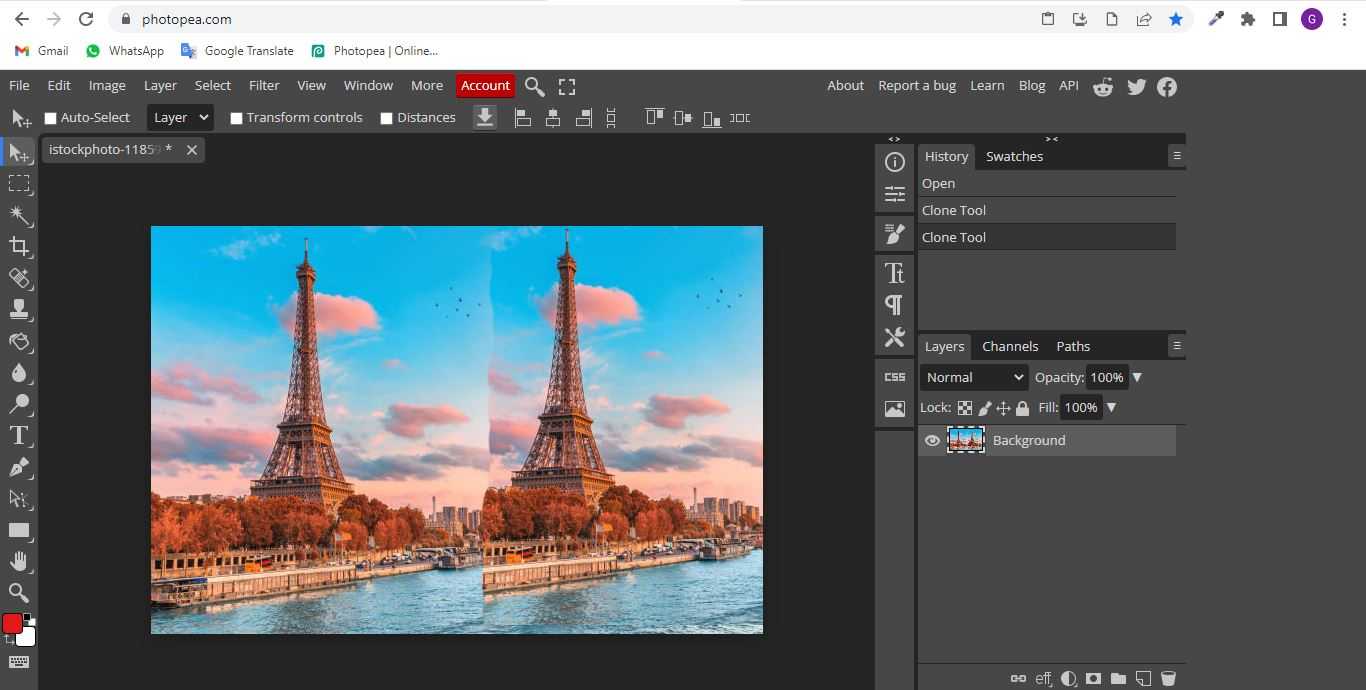 photopea.com
G
Gmail WhatsApp Google Translate Photopea | Online...
File Edit Image Layer Select Filter View Window More Account About Report a bug Learn Blog API
Auto-Select Layer Transform controls Distances
istockphoto-11859 *
< >
> <
History Swatches
Open
Clone Tool
Clone Tool
Tt
CSS
Layers Channels Paths
Normal Opacity: 100%
Lock: Fill: 100%
Background
T
eff